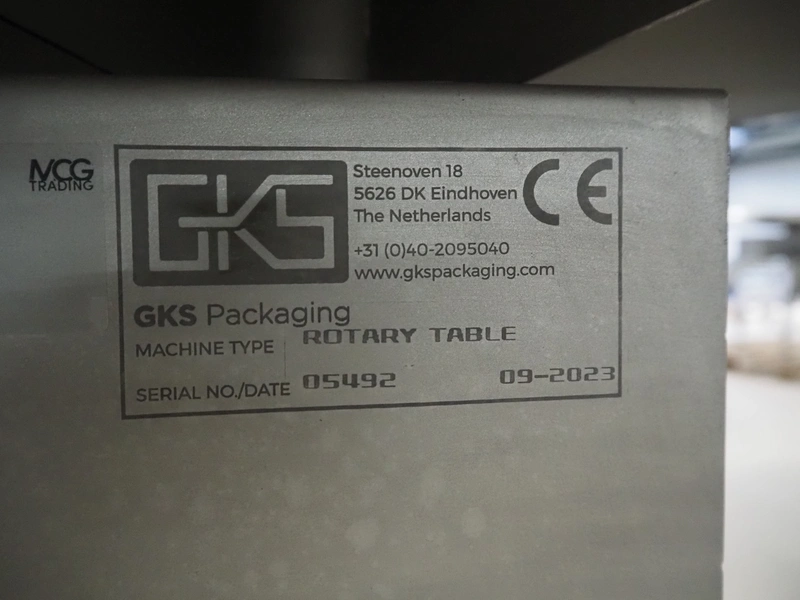 MCG
TRADING
GKS
Steenoven 18
5626 DK Eindhoven
The Netherlands
+31 (0)40-2095040
www.gkspackaging.com
CE
GKS Packaging
MACHINE TYPE ROTARY TABLE
SERIAL NO./DATE 05492 09-2023